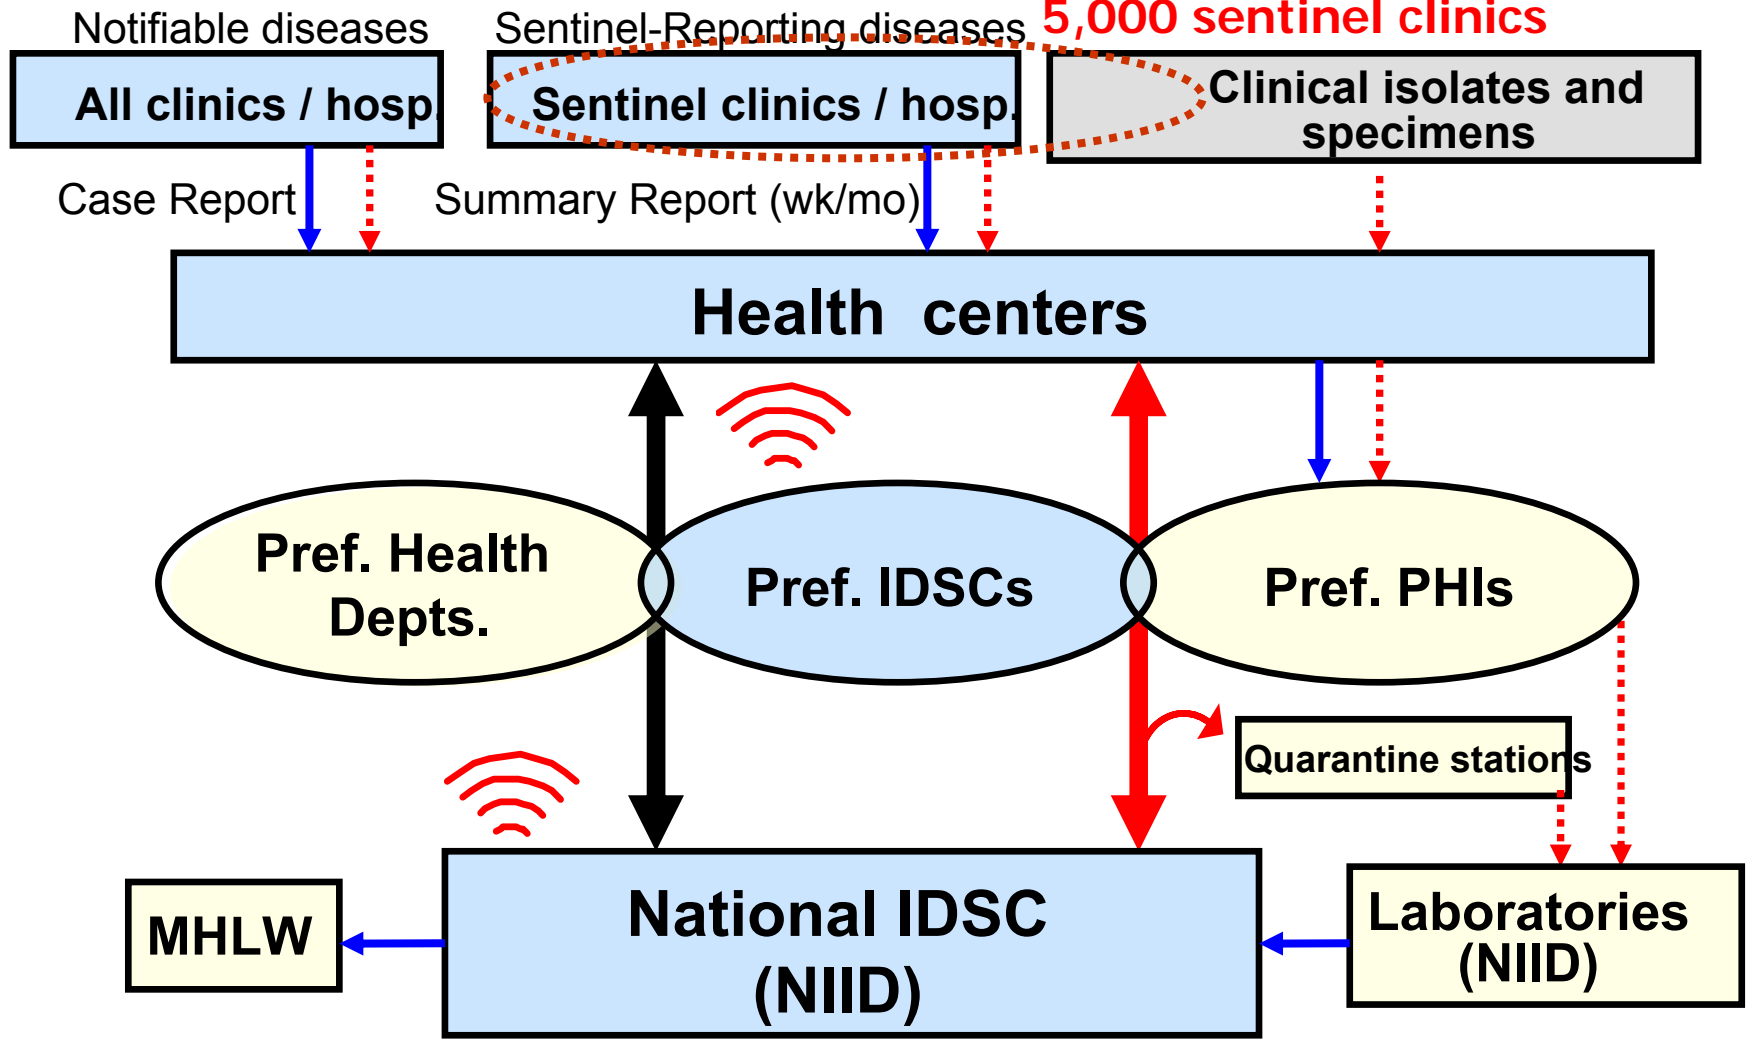 Notifiable diseases
Sentinel-Reporting diseases
5,000 sentinel clinics
All clinics / hosp.
Sentinel clinics / hosp.
Clinical isolates and
specimens
Case Report
Summary Report (wk/mo)
Health centers
Pref. Health
Depts.
Pref. IDSCs
Pref. PHIs
Quarantine stations
MHLW
National IDSC
(NIID)
Laboratories
(NIID)